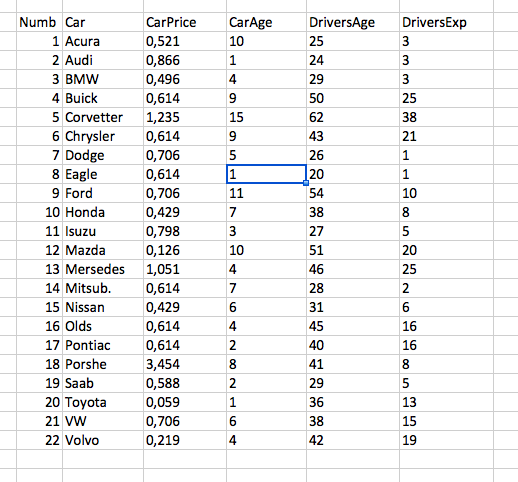 Numb Car CarPrice CarAge DriversAge DriversExp
1 Acura 0,521 10 25 3
2 Audi 0,866 1 24 3
3 BMW 0,496 4 29 3
4 Buick 0,614 9 50 25
5 Corvetter 1,235 15 62 38
6 Chrysler 0,614 9 43 21
7 Dodge 0,706 5 26 1
8 Eagle 0,614 1 20 1
9 Ford 0,706 11 54 10
10 Honda 0,429 7 38 8
11 Isuzu 0,798 3 27 5
12 Mazda 0,126 10 51 20
13 Mersedes 1,051 4 46 25
14 Mitsub. 0,614 7 28 2
15 Nissan 0,429 6 31 6
16 Olds 0,614 4 45 16
17 Pontiac 0,614 2 40 16
18 Porshe 3,454 8 41 8
19 Saab 0,588 2 29 5
20 Toyota 0,059 1 36 13
21 VW 0,706 6 38 15
22 Volvo 0,219 4 42 19